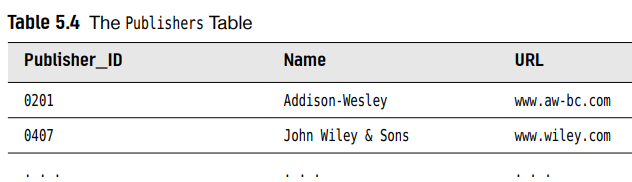 Table 5.4 The Publishers Table
Publisher_ID Name URL
0201 Addison-Wesley www.aw-bc.com
0407 John Wiley & Sons www.wiley.com
. . . . . . . . .